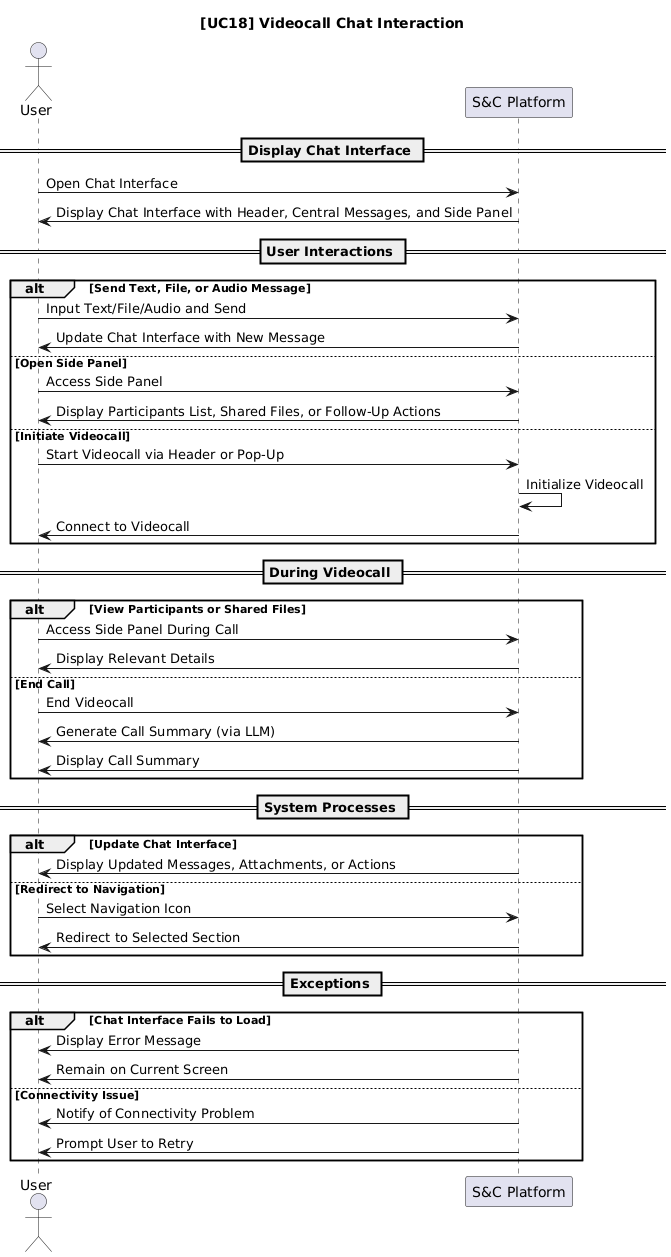 [UC18] Videocall Chat Interaction
User
S&C Platform
Display Chat Interface
Open Chat Interface
Display Chat Interface with Header, Central Messages, and Side Panel
User Interactions
alt [Send Text, File, or Audio Message]
Input Text/File/Audio and Send
Update Chat Interface with New Message
[Open Side Panel]
Access Side Panel
Display Participants List, Shared Files, or Follow-Up Actions
[Initiate Videocall]
Start Videocall via Header or Pop-Up
Initialize Videocall
Connect to Videocall
During Videocall
alt [View Participants or Shared Files]
Access Side Panel During Call
Display Relevant Details
[End Call]
End Videocall
Generate Call Summary (via LLM)
Display Call Summary
System Processes
alt [Update Chat Interface]
Display Updated Messages, Attachments, or Actions
[Redirect to Navigation]
Select Navigation Icon
Redirect to Selected Section
Exceptions
alt [Chat Interface Fails to Load]
Display Error Message
Remain on Current Screen
[Connectivity Issue]
Notify of Connectivity Problem
Prompt User to Retry
User
S&C Platform